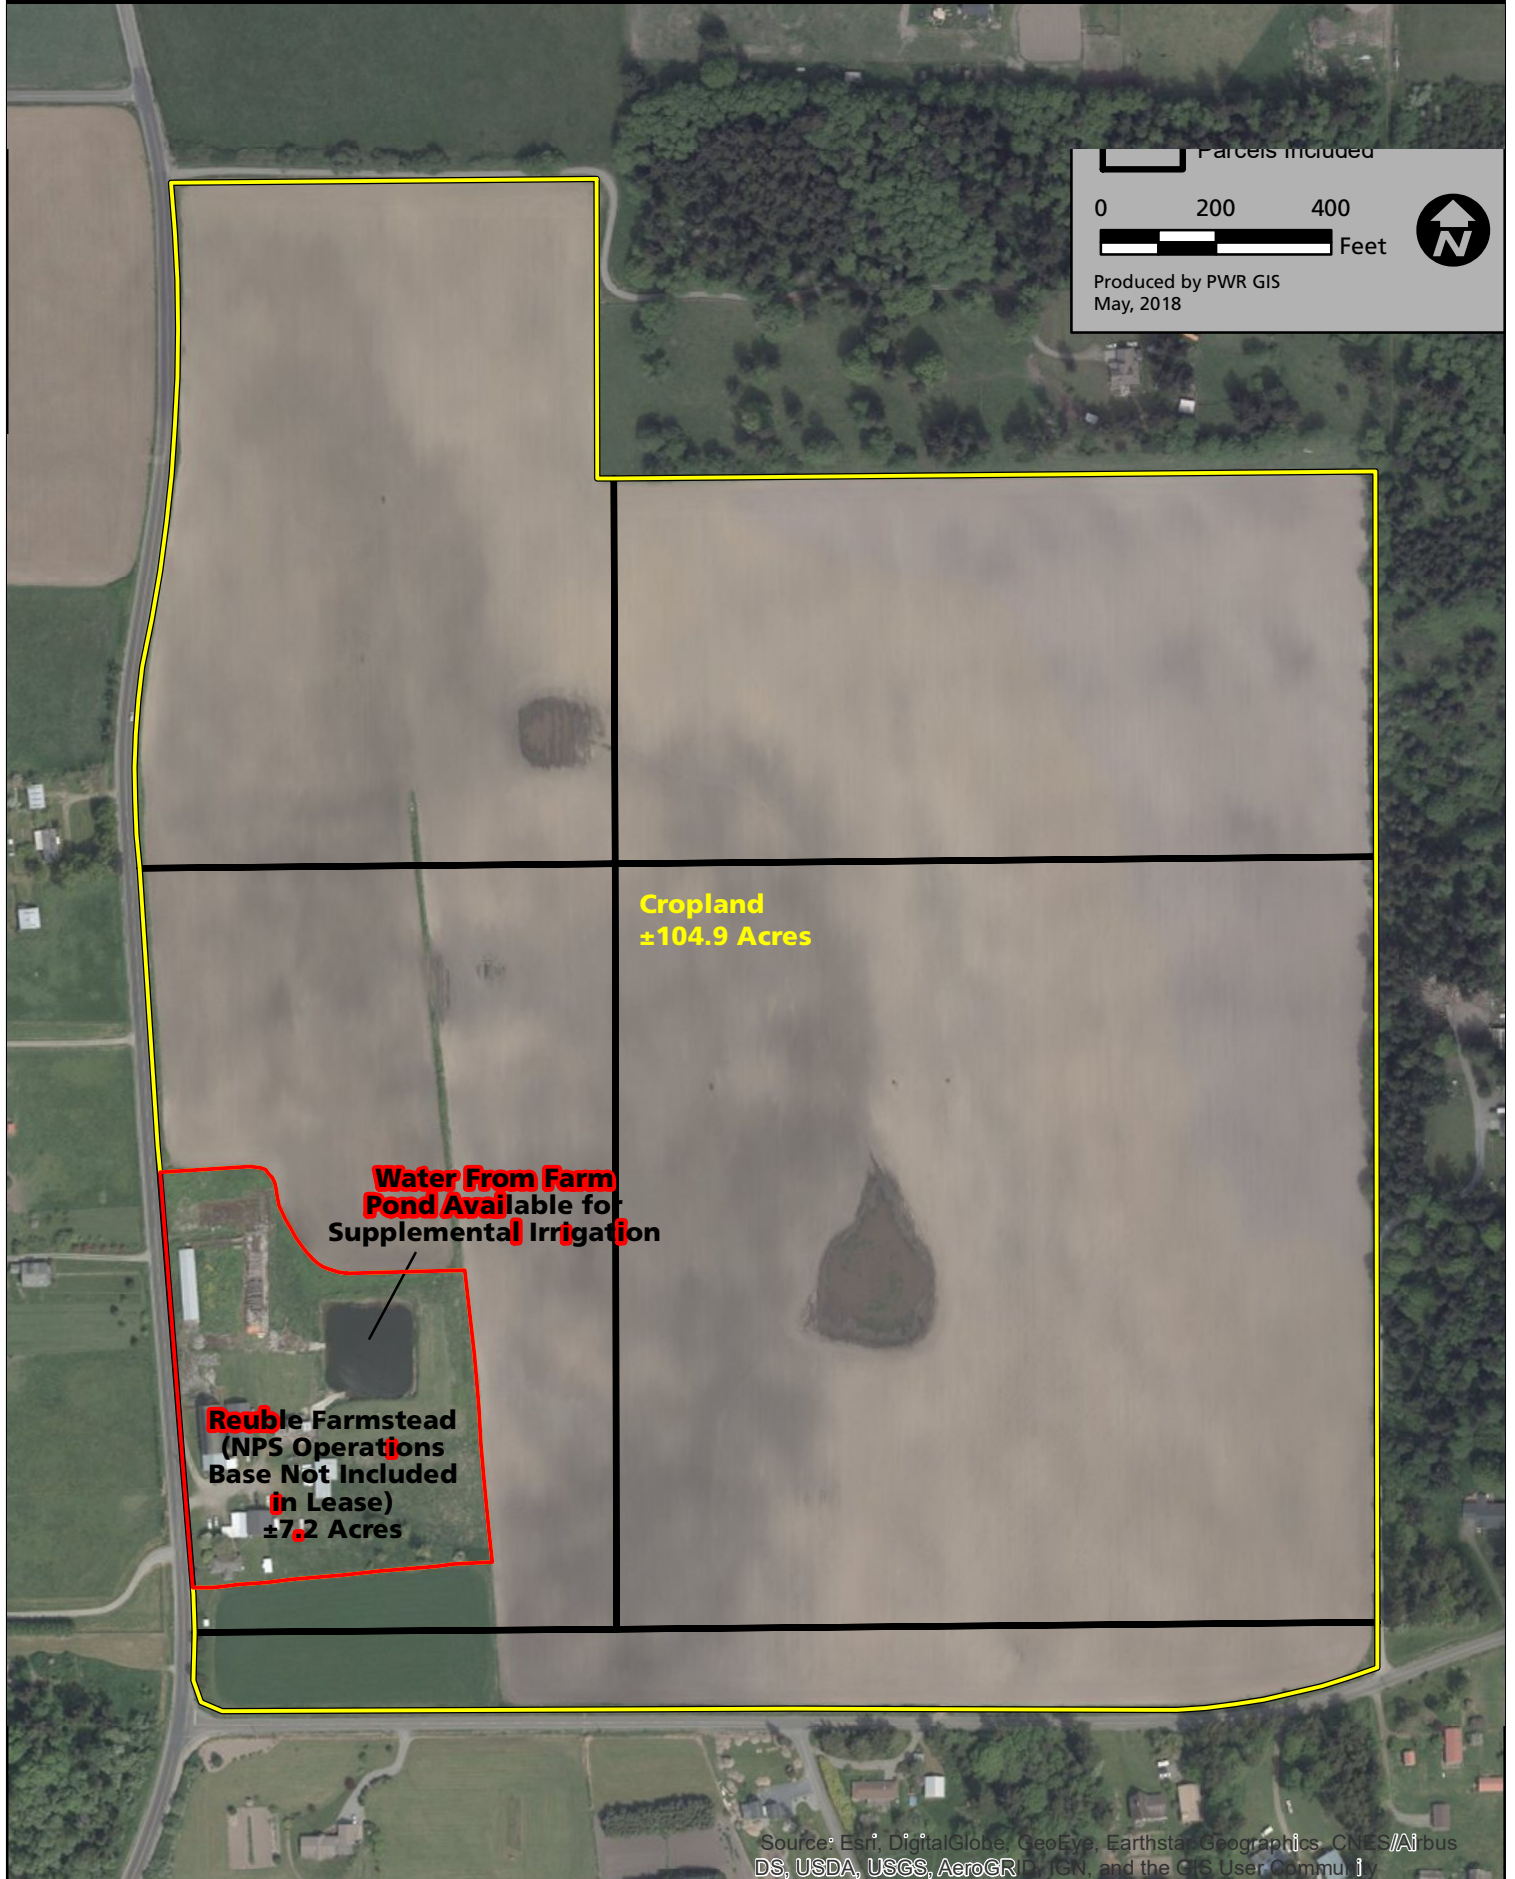 Parcels Included
0 200 400
Feet
Produced by PWR GIS
May, 2018
N
Cropland
±104.9 Acres
Water From Farm
Pond Available for
Supplemental Irrigation
Reuble Farmstead
(NPS Operations
Base Not Included
in Lease)
±7.2 Acres
Source: Esri, DigitalGlobe, GeoEye, Earthstar Geographics, CNES/Airbus
DS, USDA, USGS, AeroGRID, IGN, and the GIS User Community